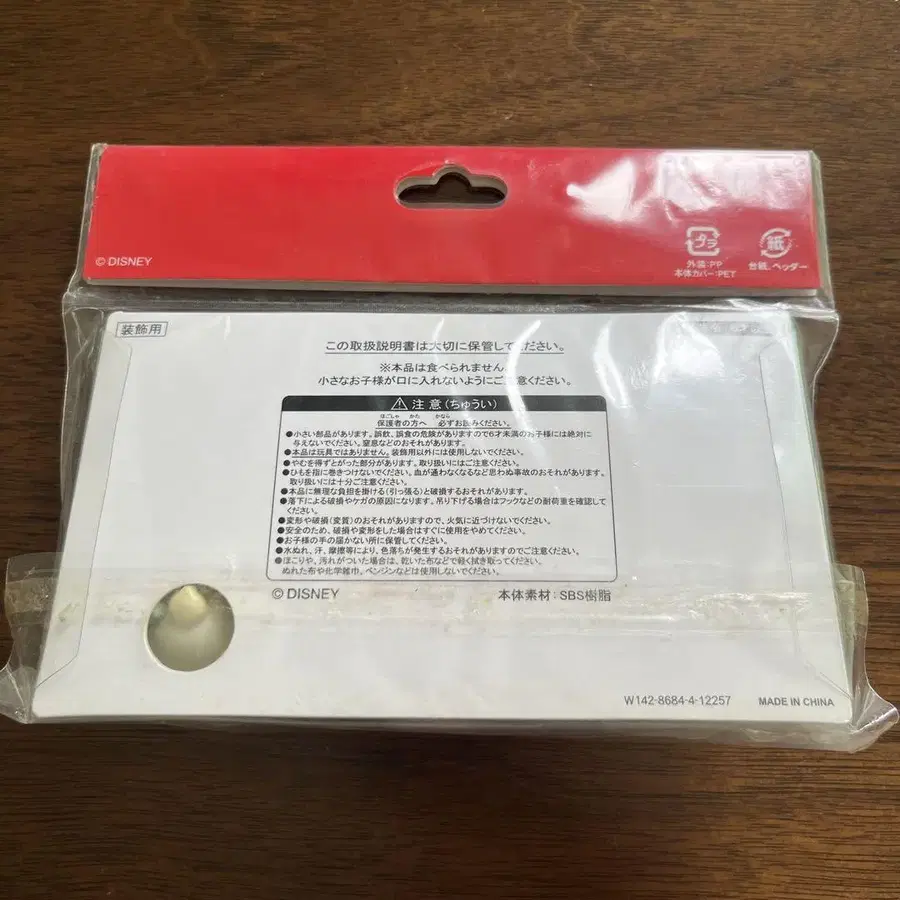 © DISNEY
プラ
外装:PP
本体カバー:PET
紙
台紙、ヘッダー
装飾用
この取扱説明書は大切に保管してください。
※本品は食べられません。
小さなお子様が口に入れないようにご注意ください。
⚠注意(ちゅうい)
ほごしゃ かた かなら
保護者の方へ 必ずお読みください。
●小さい部品があります。誤飲、誤食の危険がありますので6才未満のお子様には絶対に
与えないでください。窒息などのおそれがあります。
●本品は玩具ではありません。装飾用以外には使用しないでください。
●やむを得ずとがった部分があります。取り扱いにはご注意ください。
●ひもを指に巻きつけないでください。血が通わなくなるなど思わぬ事故のおそれがあります。
取り扱いには十分ご注意ください。
●本品に無理な負担を掛ける(引っ張る)と破損するおそれがあります。
●落下による破損やケガの原因になります。吊り下げる場合はフックなどの耐荷重を確認して
ください。
●変形や破損(変質)のおそれがありますので、火気に近づけないでください。
●安全のため、破損や変形をした場合はすぐに使用をやめてください。
●お子様の手の届かない所に保管してください。
●水ぬれ、汗、摩擦等により、色落ちが発生するおそれがありますのでご注意ください。
●ほこりや、汚れがついた場合は、乾いた布などで軽く拭き取ってください。
ぬれた布や化学雑巾、ベンジンなどは使用しないでください。
© DISNEY 本体素材:SBS樹脂
W142-8684-4-12257 MADE IN CHINA